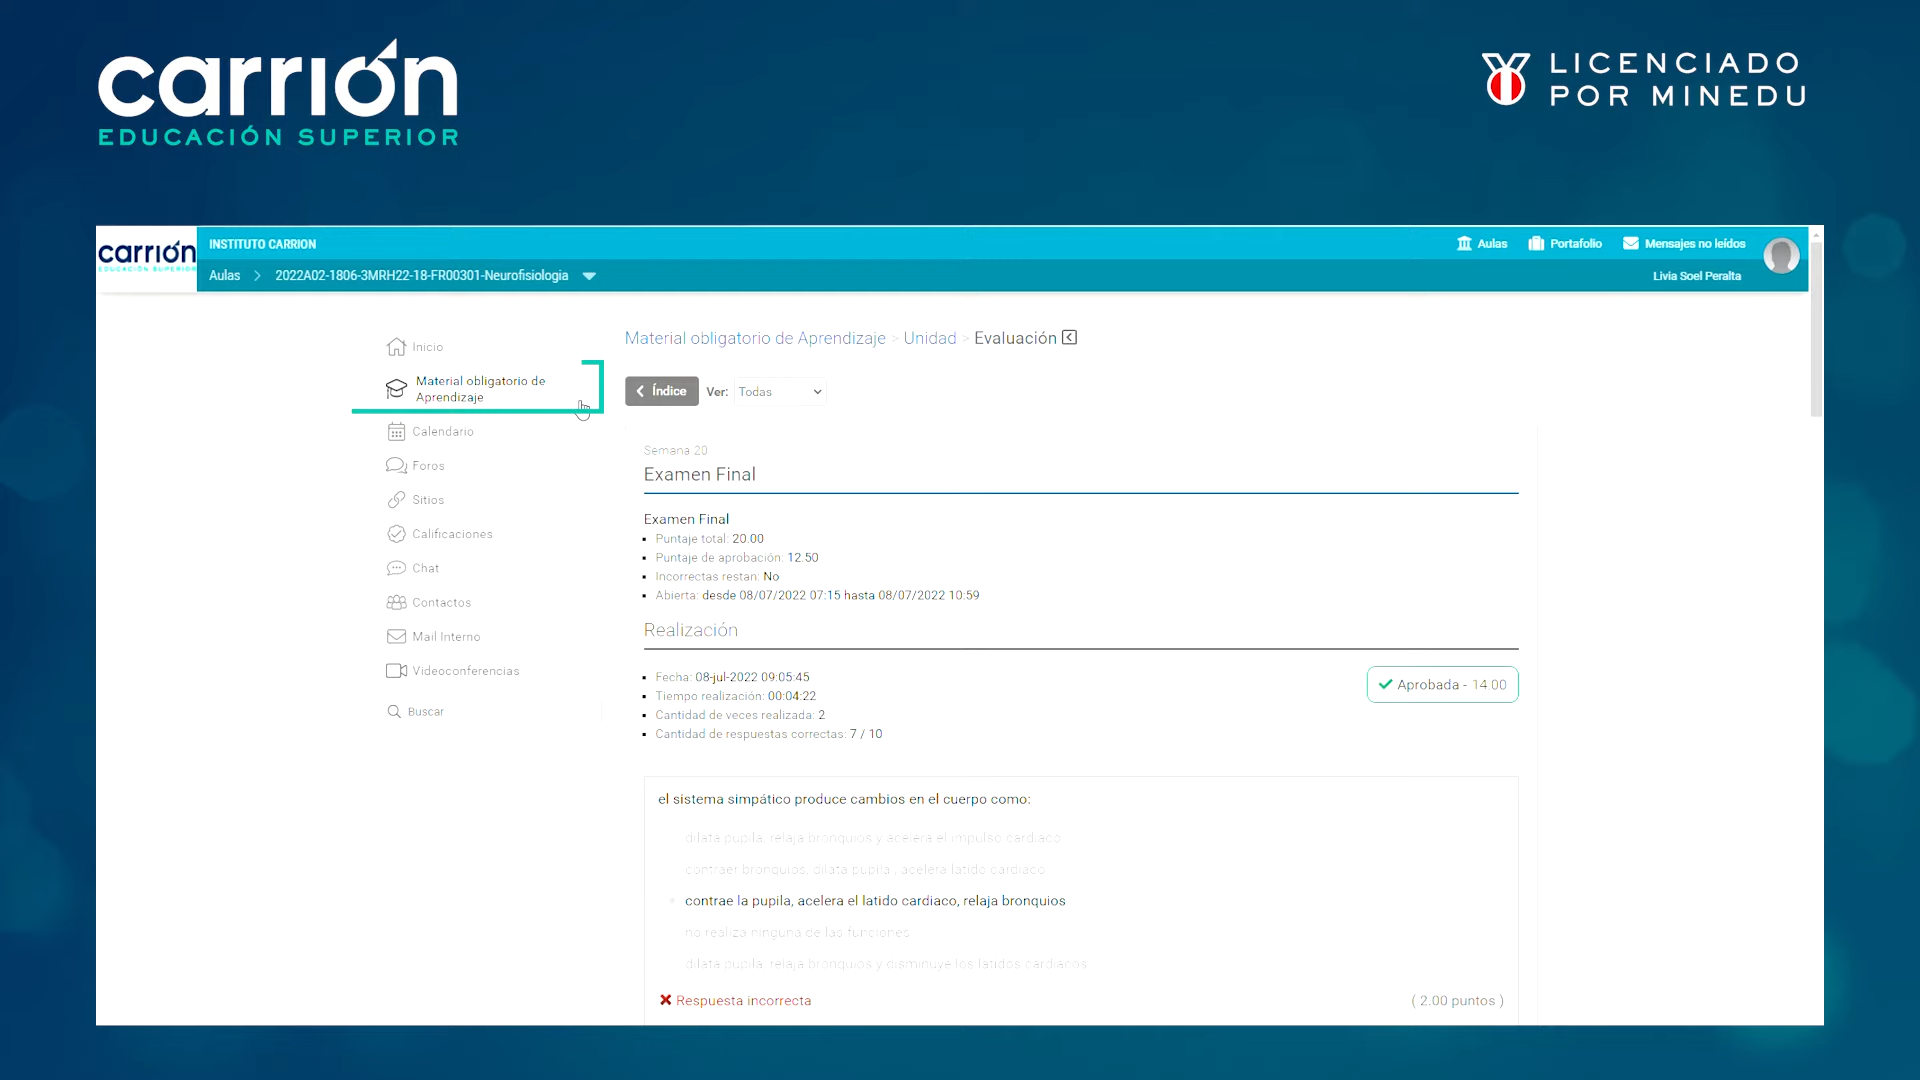 carrión
EDUCACIÓN SUPERIOR
LICENCIADO
POR MINEDU
carrión
EDUCACIÓN SUPERIOR
INSTITUTO CARRION
Aulas
Portafolio
Mensajes no leídos
Aulas > 2022A02-1806-3MRH22-18-FR00301-Neurofisiologia
Livia Soel Peralta
Inicio
Material obligatorio de
Aprendizaje
Calendario
Foros
Sitios
Calificaciones
Chat
Contactos
Mail Interno
Videoconferencias
Buscar
Material obligatorio de Aprendizaje > Unidad > Evaluación
Índice
Ver: Todas
Semana 20
Examen Final
Examen Final
Puntaje total: 20.00
Puntaje de aprobación: 12.50
Incorrectas restan: No
Abierta: desde 08/07/2022 07:15 hasta 08/07/2022 10:59
Realización
Fecha: 08-jul-2022 09:05:45
Tiempo realización: 00:04:22
Cantidad de veces realizada: 2
Cantidad de respuestas correctas: 7 / 10
Aprobada - 14.00
el sistema simpático produce cambios en el cuerpo como:
dilata pupila, relaja bronquios y acelera el impulso cardiaco
contraer bronquios, dilata pupila , acelera latido cardiaco
contrae la pupila, acelera el latido cardiaco, relaja bronquios
no realiza ninguna de las funciones
dilata pupila, relaja bronquios y disminuye los latidos cardiacos
Respuesta incorrecta
( 2.00 puntos )